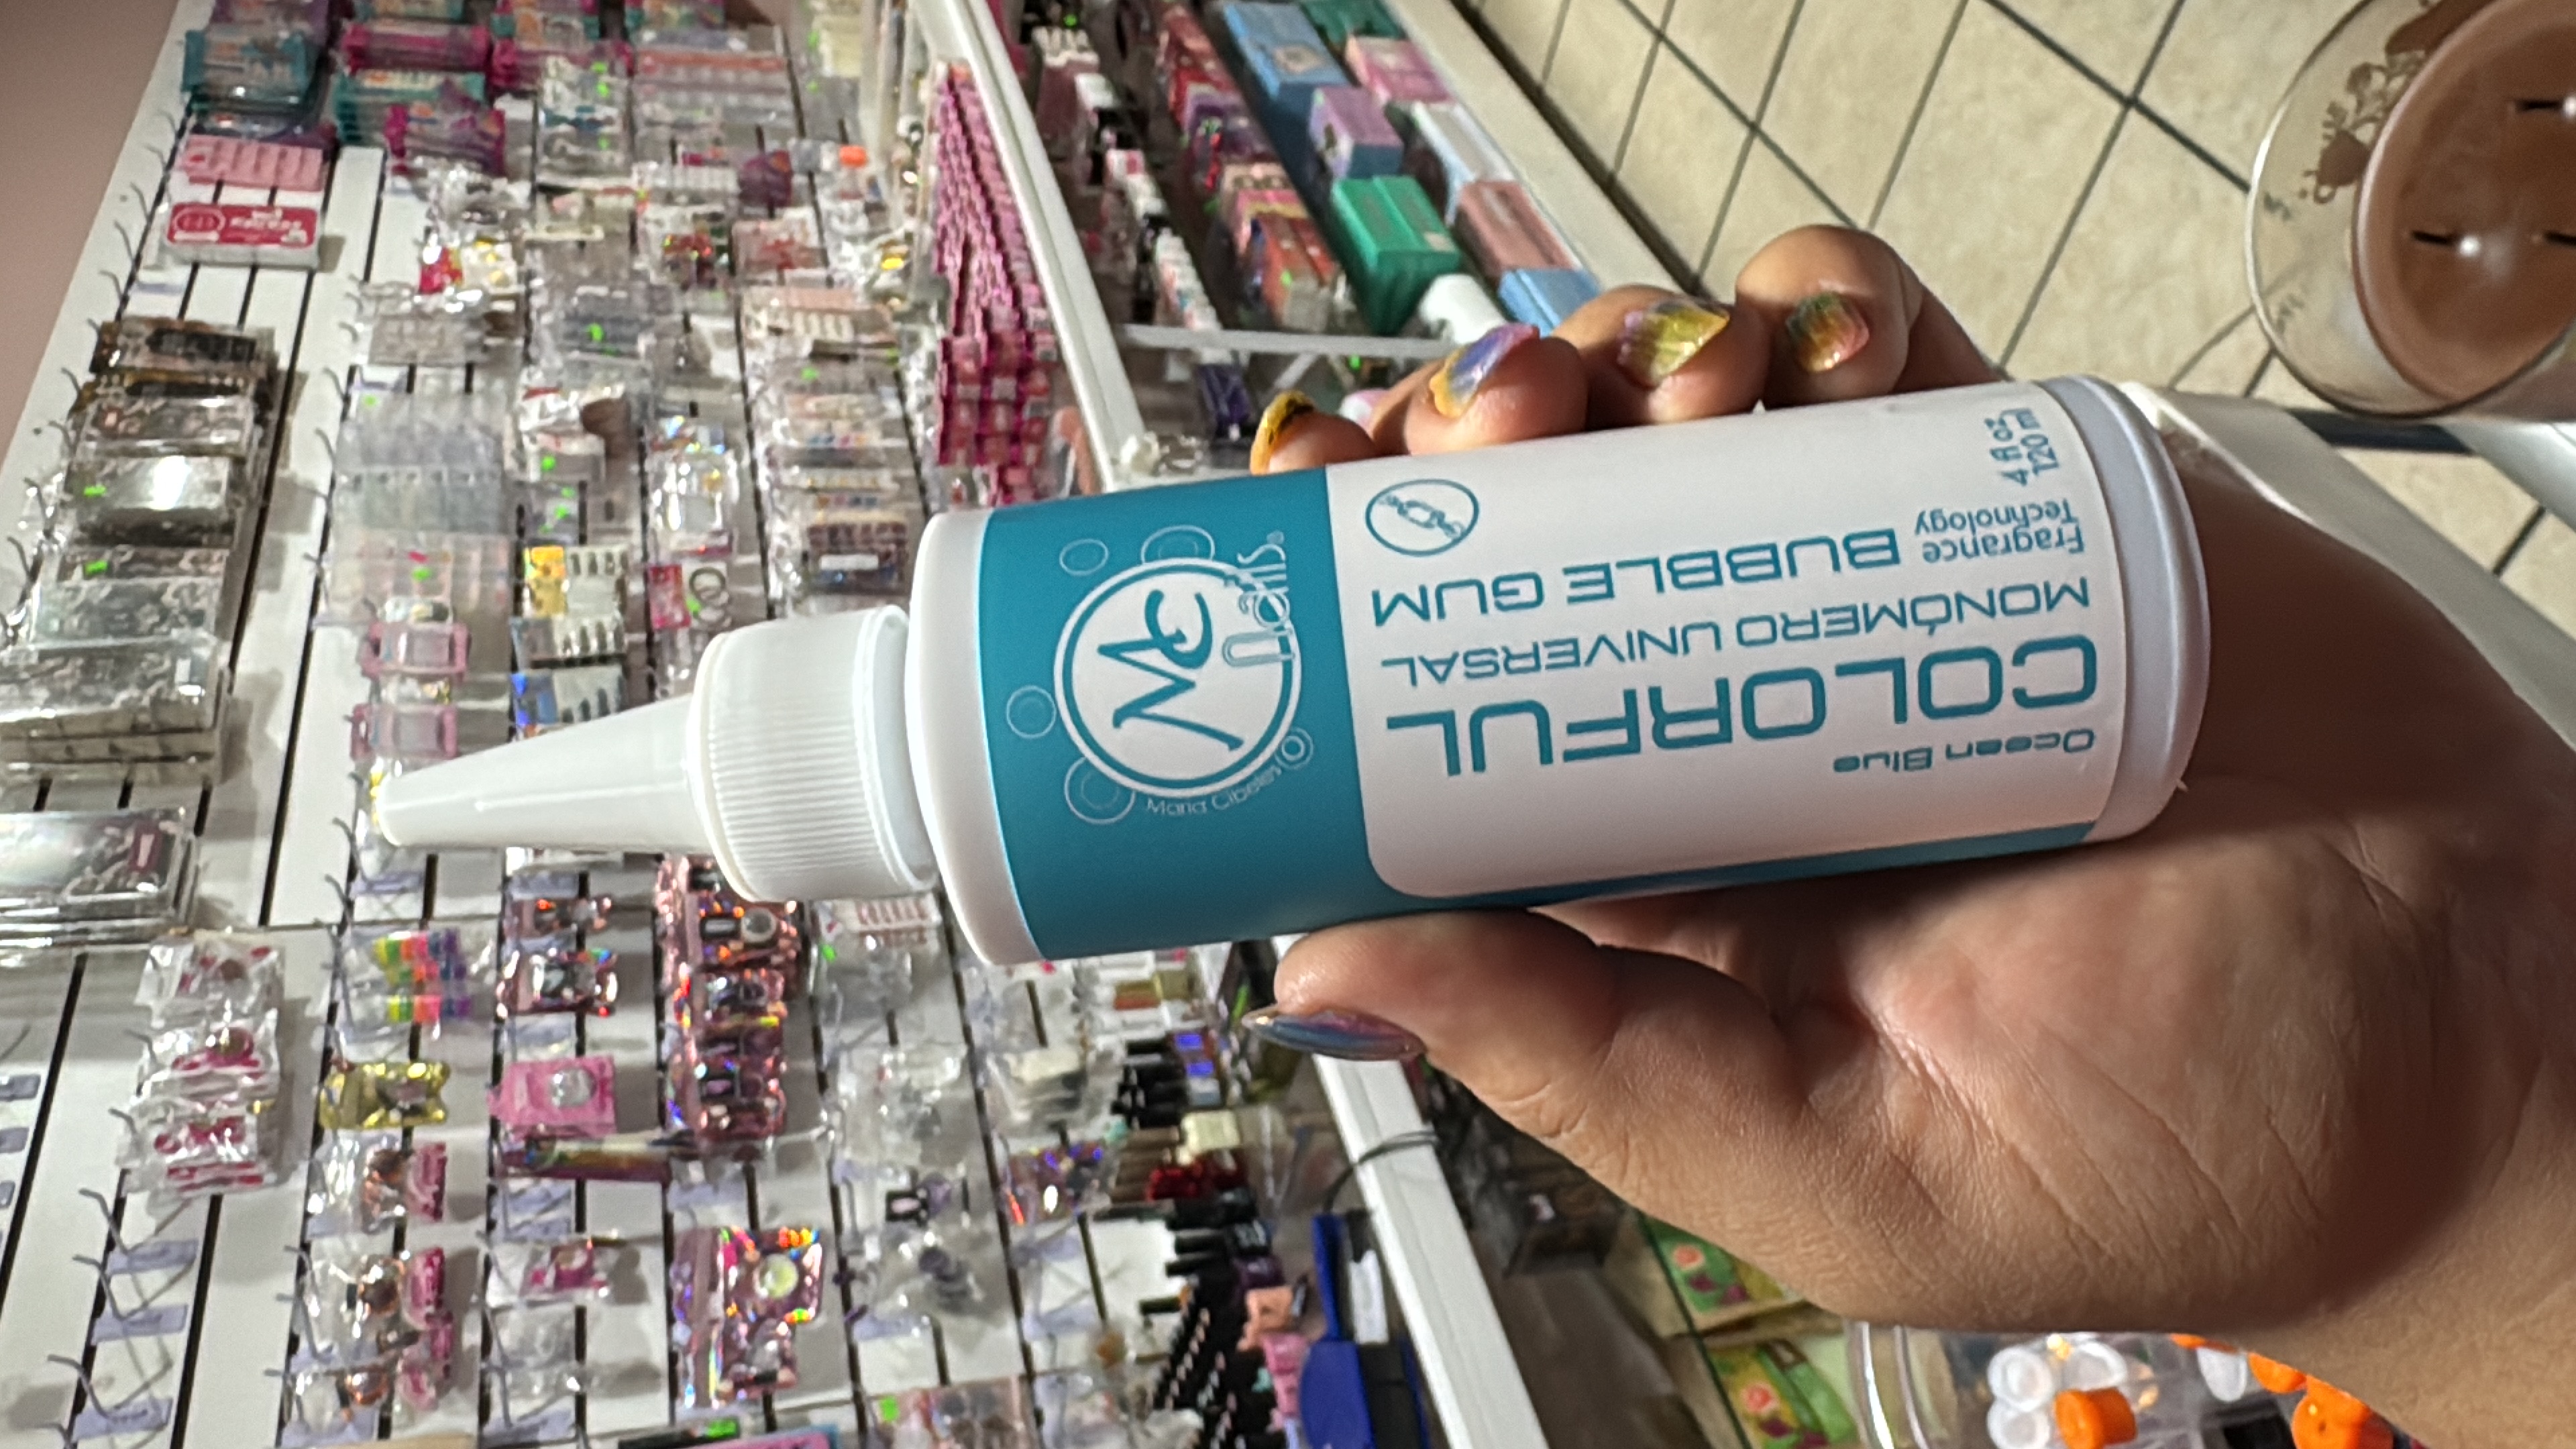 Mc
Nails®
Maria Cibeles
Ocean Blue
COLORFUL
MONÓMERO UNIVERSAL
BUBBLE GUM
Fragrance
Technology
4 fl oz
120 ml